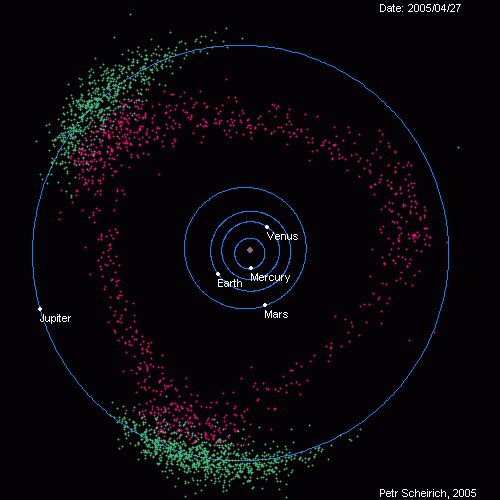 Date: 2005/04/27
Venus
Mercury
Earth
Mars
Jupiter
Petr Scheirich, 2005